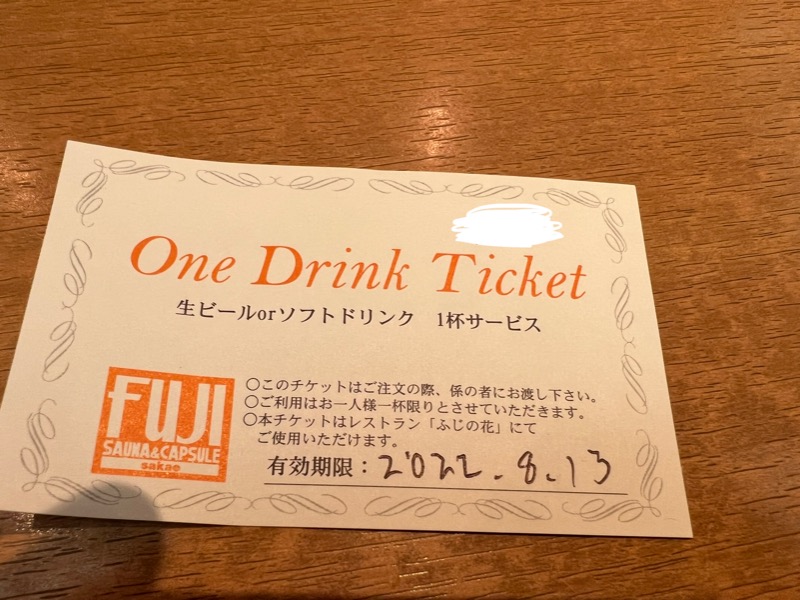 One Drink Ticket
生ビールorソフトドリンク 1杯サービス
FUJI
SAUNA&CAPSULE
sakae
○このチケットはご注文の際、係の者にお渡し下さい。
○ご利用はお一人様一杯限りとさせていただきます。
○本チケットはレストラン「ふじの花」にて
ご使用いただけます。
有効期限：2022.8.13